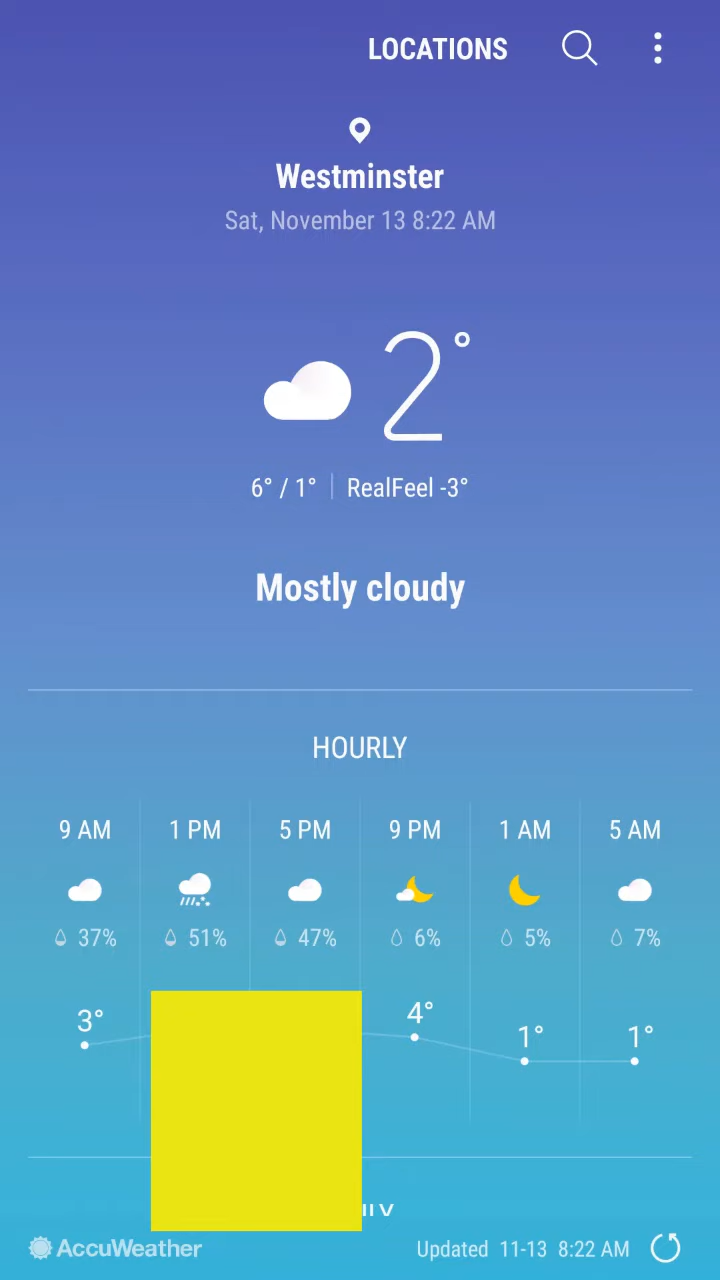 LOCATIONS
Westminster
Sat, November 13 8:22 AM
2°
6° / 1° RealFeel -3°
Mostly cloudy
HOURLY
9 AM 1 PM 5 PM 9 PM 1 AM 5 AM
37% 51% 47% 6% 5% 7%
3° 4° 1° 1°
AccuWeather Updated 11-13 8:22 AM